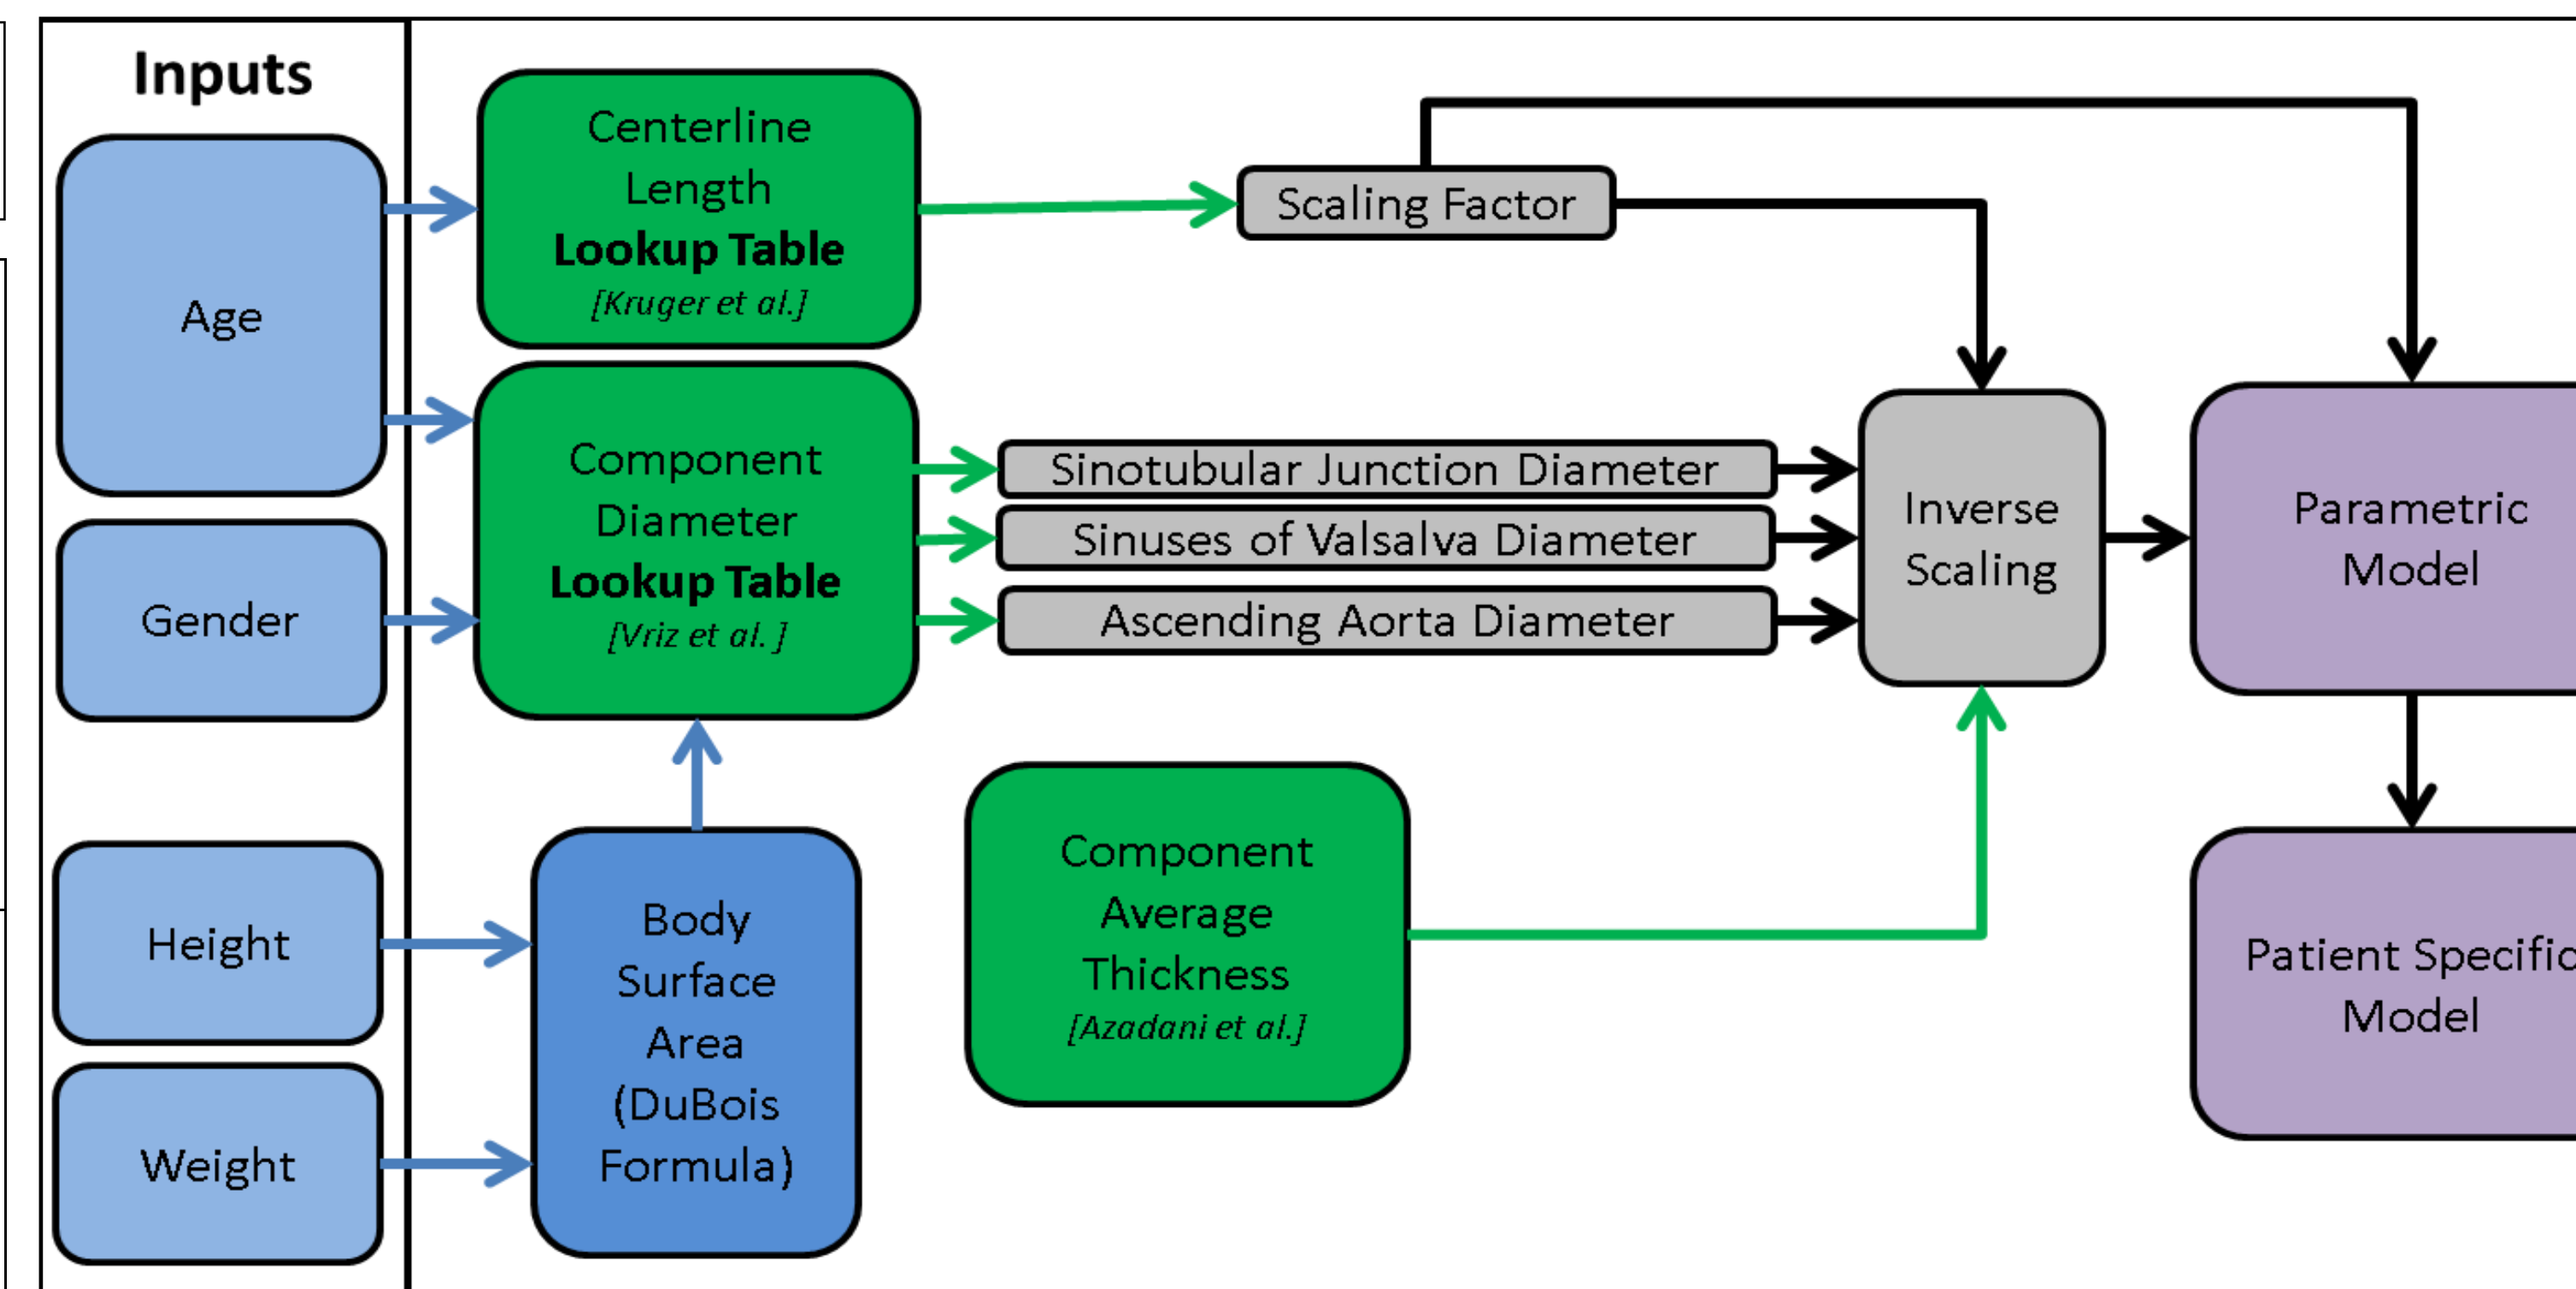 Inputs
Age
Gender
Height
Weight
Centerline
Length
Lookup Table
[Kruger et al.]
Component
Diameter
Lookup Table
[Vriz et al. ]
Body
Surface
Area
(DuBois
Formula)
Scaling Factor
Sinotubular Junction Diameter
Sinuses of Valsalva Diameter
Ascending Aorta Diameter
Component
Average
Thickness
[Azadani et al.]
Inverse
Scaling
Parametric
Model
Patient Specific
Model